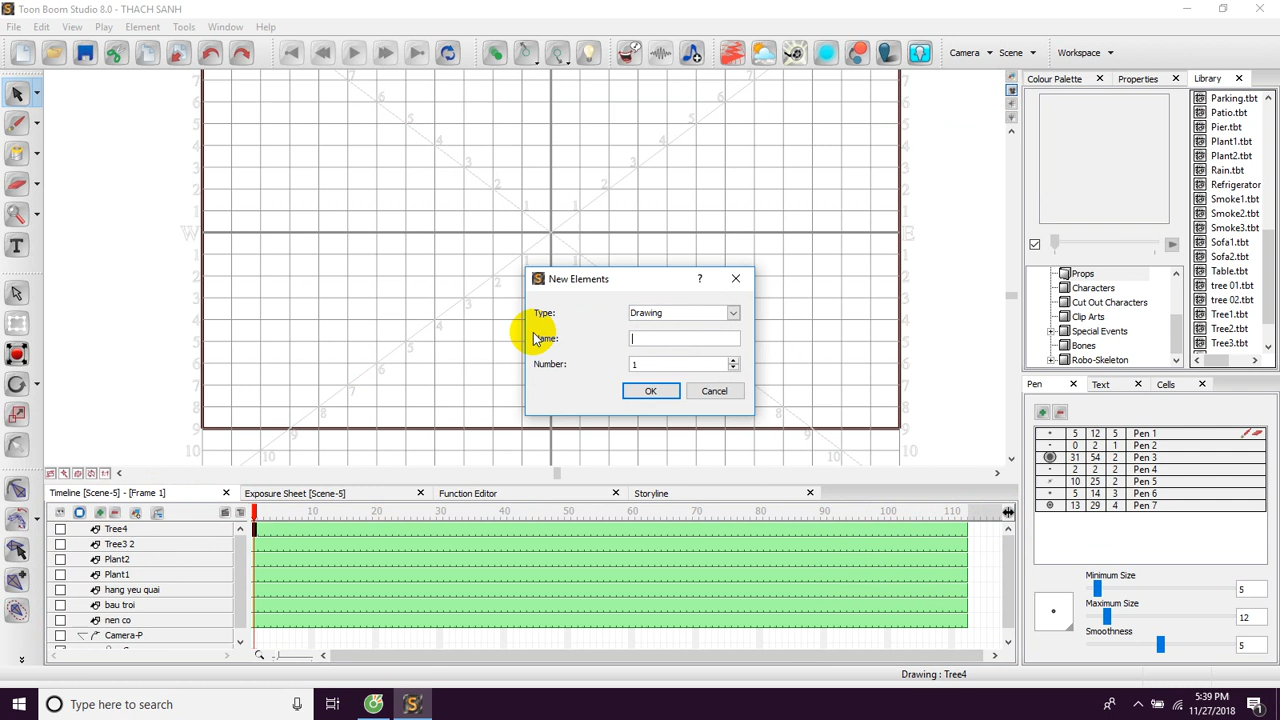 Toon Boom Studio 8.0 - THACH SANH
File Edit View Play Element Tools Window Help
Camera Scene Workspace
Colour Palette Properties Library
Parking.tbt
Patio.tbt
Pier.tbt
Plant1.tbt
Plant2.tbt
Rain.tbt
Refrigerator
Smoke1.tbt
Smoke2.tbt
Smoke3.tbt
Sofa1.tbt
Sofa2.tbt
Table.tbt
tree 01.tbt
tree 02.tbt
Tree1.tbt
Tree2.tbt
Tree3.tbt
Props
Characters
Cut Out Characters
Clip Arts
Special Events
Bones
Robo-Skeleton
W E
New Elements ?
Type: Drawing
Name:
Number: 1
OK Cancel
Pen Text Cells
5 12 5 Pen 1
0 2 1 Pen 2
31 54 2 Pen 3
2 2 2 Pen 4
10 25 2 Pen 5
5 14 3 Pen 6
13 29 4 Pen 7
Minimum Size
5
Maximum Size
12
Smoothness
5
Timeline [Scene-5] - [Frame 1] Exposure Sheet [Scene-5] Function Editor Storyline
10 20 30 40 50 60 70 80 90 100 110
Tree4
Tree3 2
Plant2
Plant1
hang yeu quai
bau troi
nen co
Camera-P
Drawing : Tree4
Type here to search
5:39 PM
11/27/2018